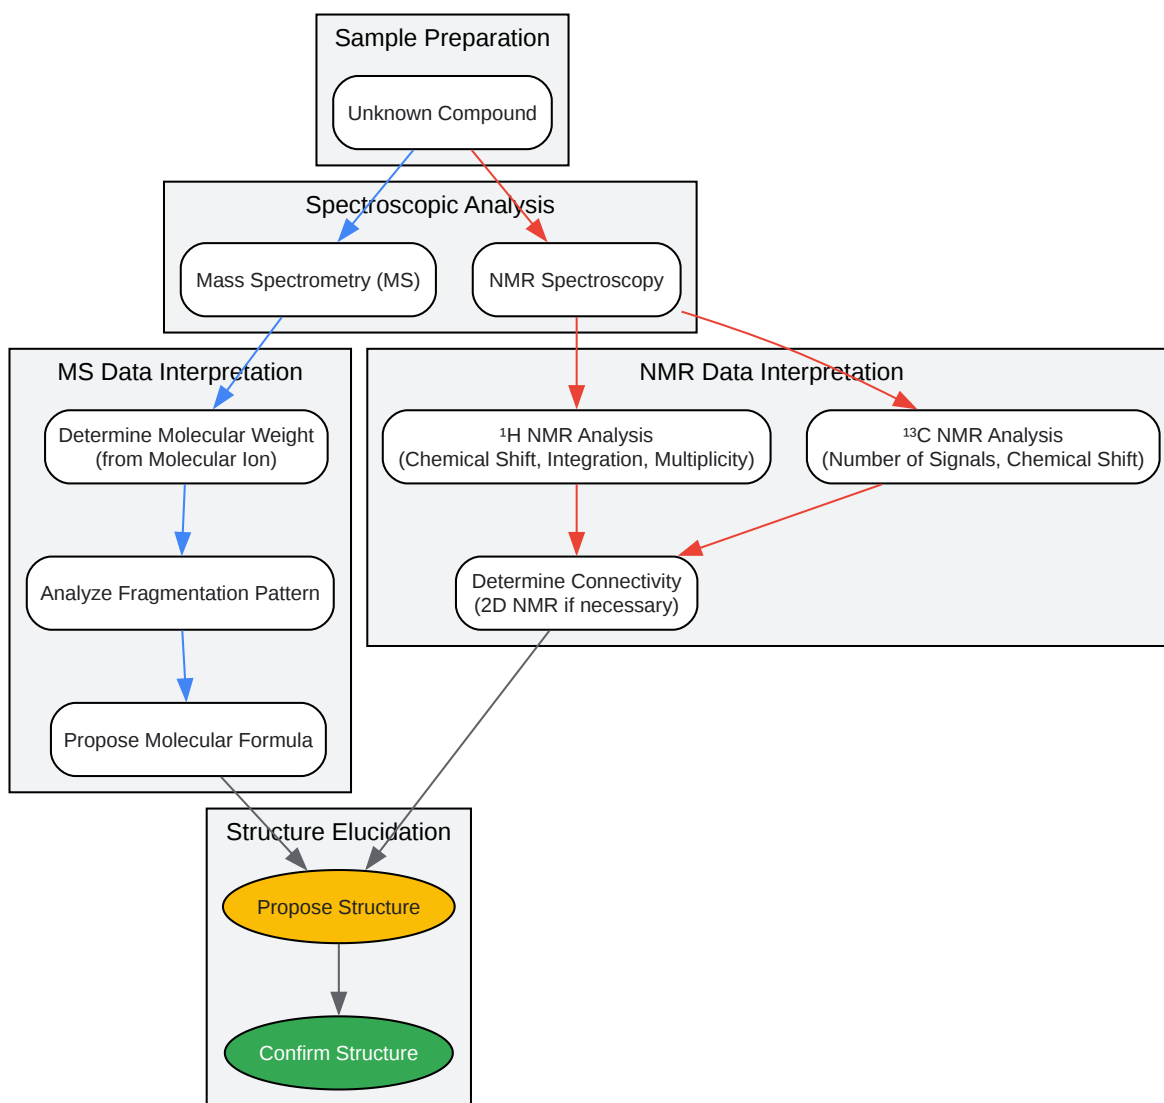 Sample Preparation
Unknown Compound
Spectroscopic Analysis
Mass Spectrometry (MS)
NMR Spectroscopy
MS Data Interpretation
NMR Data Interpretation
Determine Molecular Weight
(from Molecular Ion)
¹H NMR Analysis
(Chemical Shift, Integration, Multiplicity)
¹³C NMR Analysis
(Number of Signals, Chemical Shift)
Analyze Fragmentation Pattern
Determine Connectivity
(2D NMR if necessary)
Propose Molecular Formula
Structure Elucidation
Propose Structure
Confirm Structure